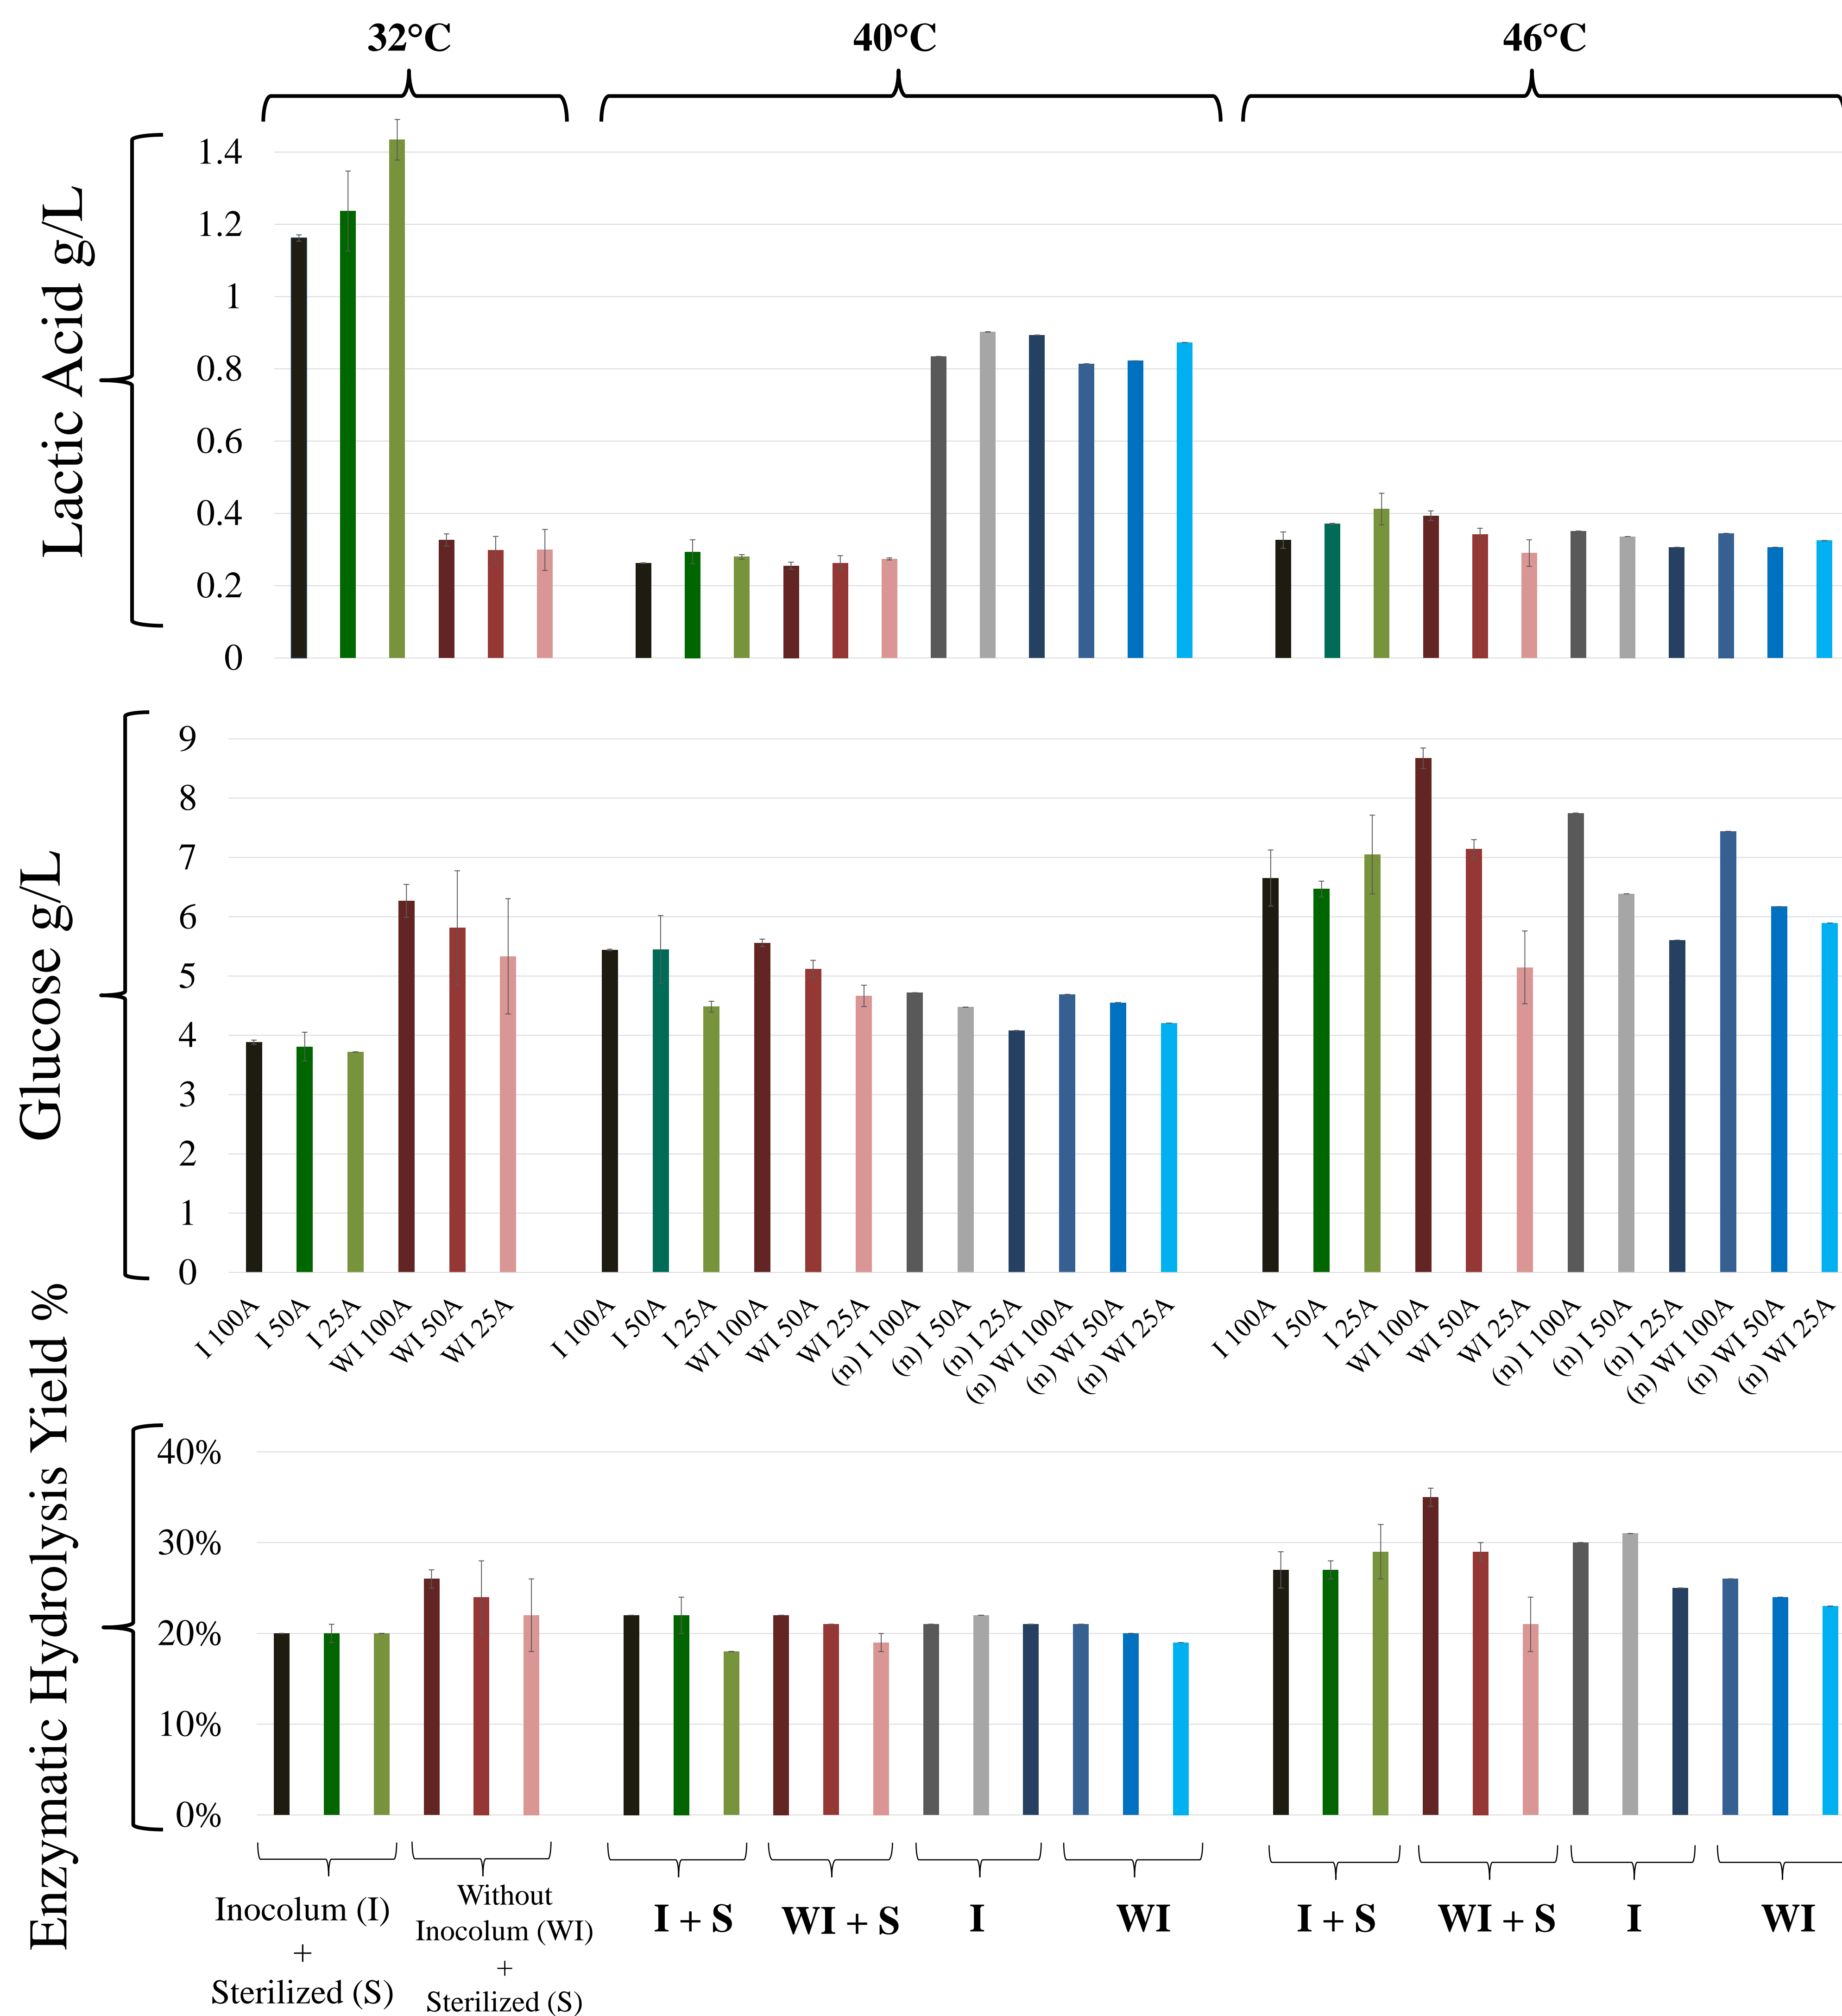 32°C
40°C
46°C
Lactic Acid g/L
1.4
1.2
1
0.8
0.6
0.4
0.2
0
Glucose g/L
9
8
7
6
5
4
3
2
1
0
I 100A
I 50A
I 25A
WI 100A
WI 50A
WI 25A
I 100A
I 50A
I 25A
WI 100A
WI 50A
WI 25A
(n) I 100A
(n) I 50A
(n) I 25A
(n) WI 100A
(n) WI 50A
(n) WI 25A
I 100A
I 50A
I 25A
WI 100A
WI 50A
WI 25A
(n) I 100A
(n) I 50A
(n) I 25A
(n) WI 100A
(n) WI 50A
(n) WI 25A
Enzymatic Hydrolysis Yield %
40%
30%
20%
10%
0%
Inocolum (I)
+
Sterilized (S)
Without
Inocolum (WI)
+
Sterilized (S)
I + S
WI + S
I
WI
I + S
WI + S
I
WI